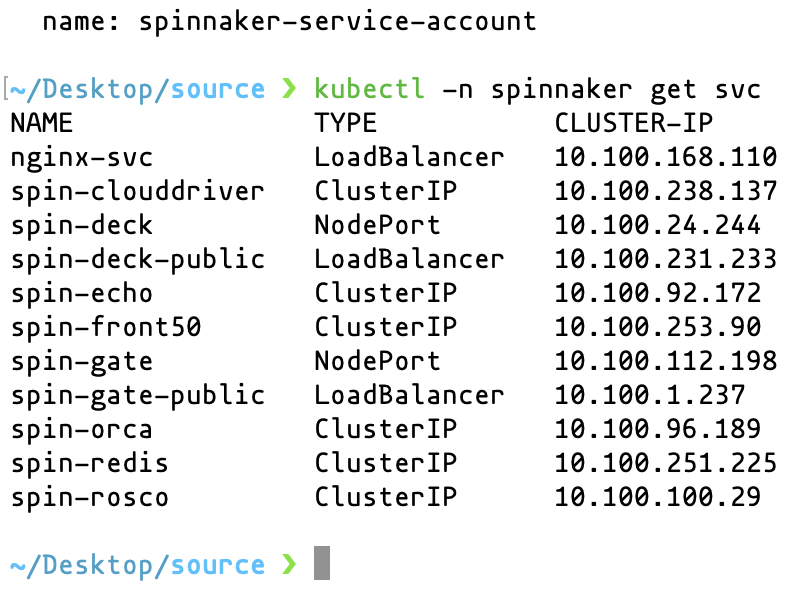 name: spinnaker-service-account
~/Desktop/source ❯ kubectl -n spinnaker get svc
NAME TYPE CLUSTER-IP
nginx-svc LoadBalancer 10.100.168.110
spin-clouddriver ClusterIP 10.100.238.137
spin-deck NodePort 10.100.24.244
spin-deck-public LoadBalancer 10.100.231.233
spin-echo ClusterIP 10.100.92.172
spin-front50 ClusterIP 10.100.253.90
spin-gate NodePort 10.100.112.198
spin-gate-public LoadBalancer 10.100.1.237
spin-orca ClusterIP 10.100.96.189
spin-redis ClusterIP 10.100.251.225
spin-rosco ClusterIP 10.100.100.29
~/Desktop/source ❯